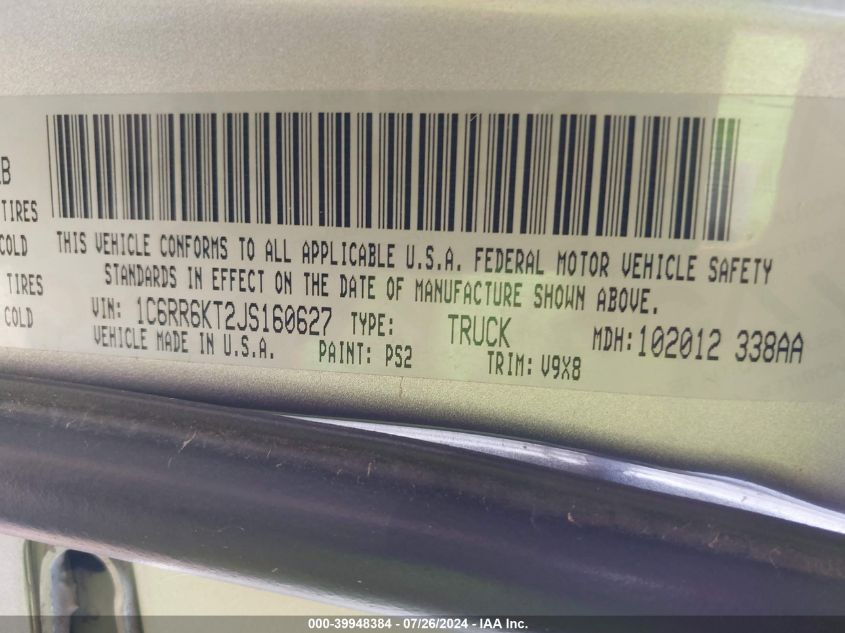 B
TIRES
COLD
TIRES
COLD
THIS VEHICLE CONFORMS TO ALL APPLICABLE U.S.A. FEDERAL MOTOR VEHICLE SAFETY
STANDARDS IN EFFECT ON THE DATE OF MANUFACTURE SHOWN ABOVE.
VIN: 1C6RR6KT2JS160627 TYPE: TRUCK MDH:102012 338AA
VEHICLE MADE IN U.S.A. PAINT: PS2 TRIM: V9X8
000-39948384 - 07/26/2024 - IAA Inc.